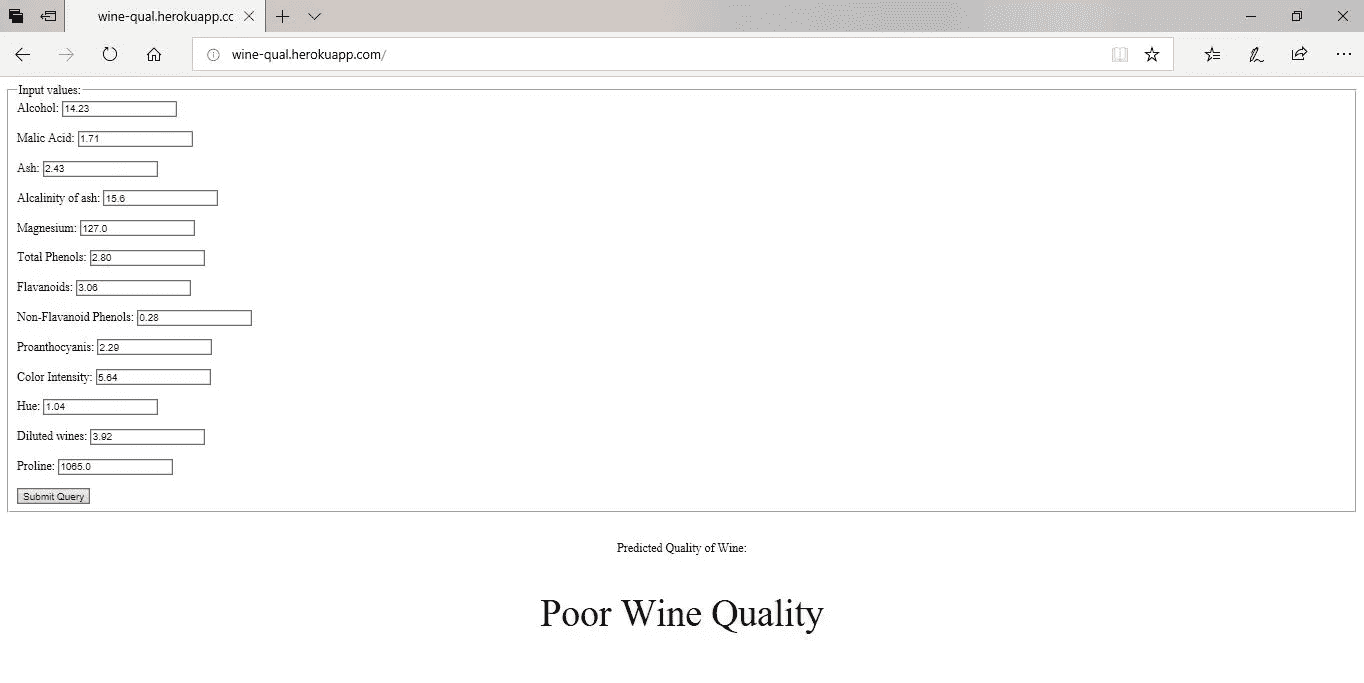 wine-qual.herokuapp.cc
wine-qual.herokuapp.com/
Input values:
Alcohol: 14.23
Malic Acid: 1.71
Ash: 2.43
Alcalinity of ash: 15.6
Magnesium: 127.0
Total Phenols: 2.80
Flavanoids: 3.06
Non-Flavanoid Phenols: 0.28
Proanthocyanis: 2.29
Color Intensity: 5.64
Hue: 1.04
Diluted wines: 3.92
Proline: 1065.0
Submit Query
Predicted Quality of Wine:
Poor Wine Quality